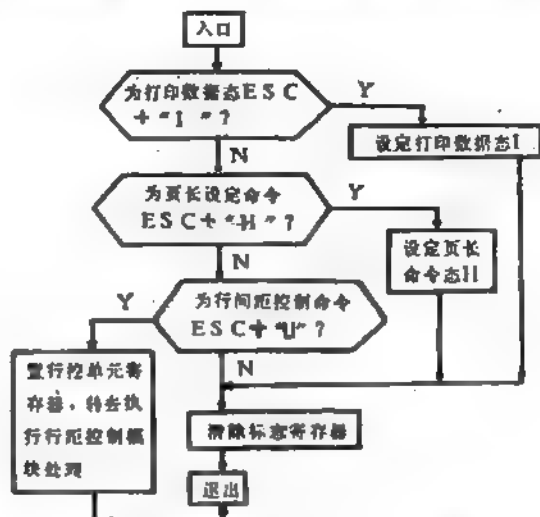 入口
为打印数据态ESC
+“I”?
Y
设定打印数据态I
N
为页长设定命令
ESC+“H”?
Y
设定页长
命令态H
N
为行间距控制命令
ESC+“U”?
Y
N
置行控单元寄
存器,转去执
行行距控制模
块处理
清除标志寄存器
退出